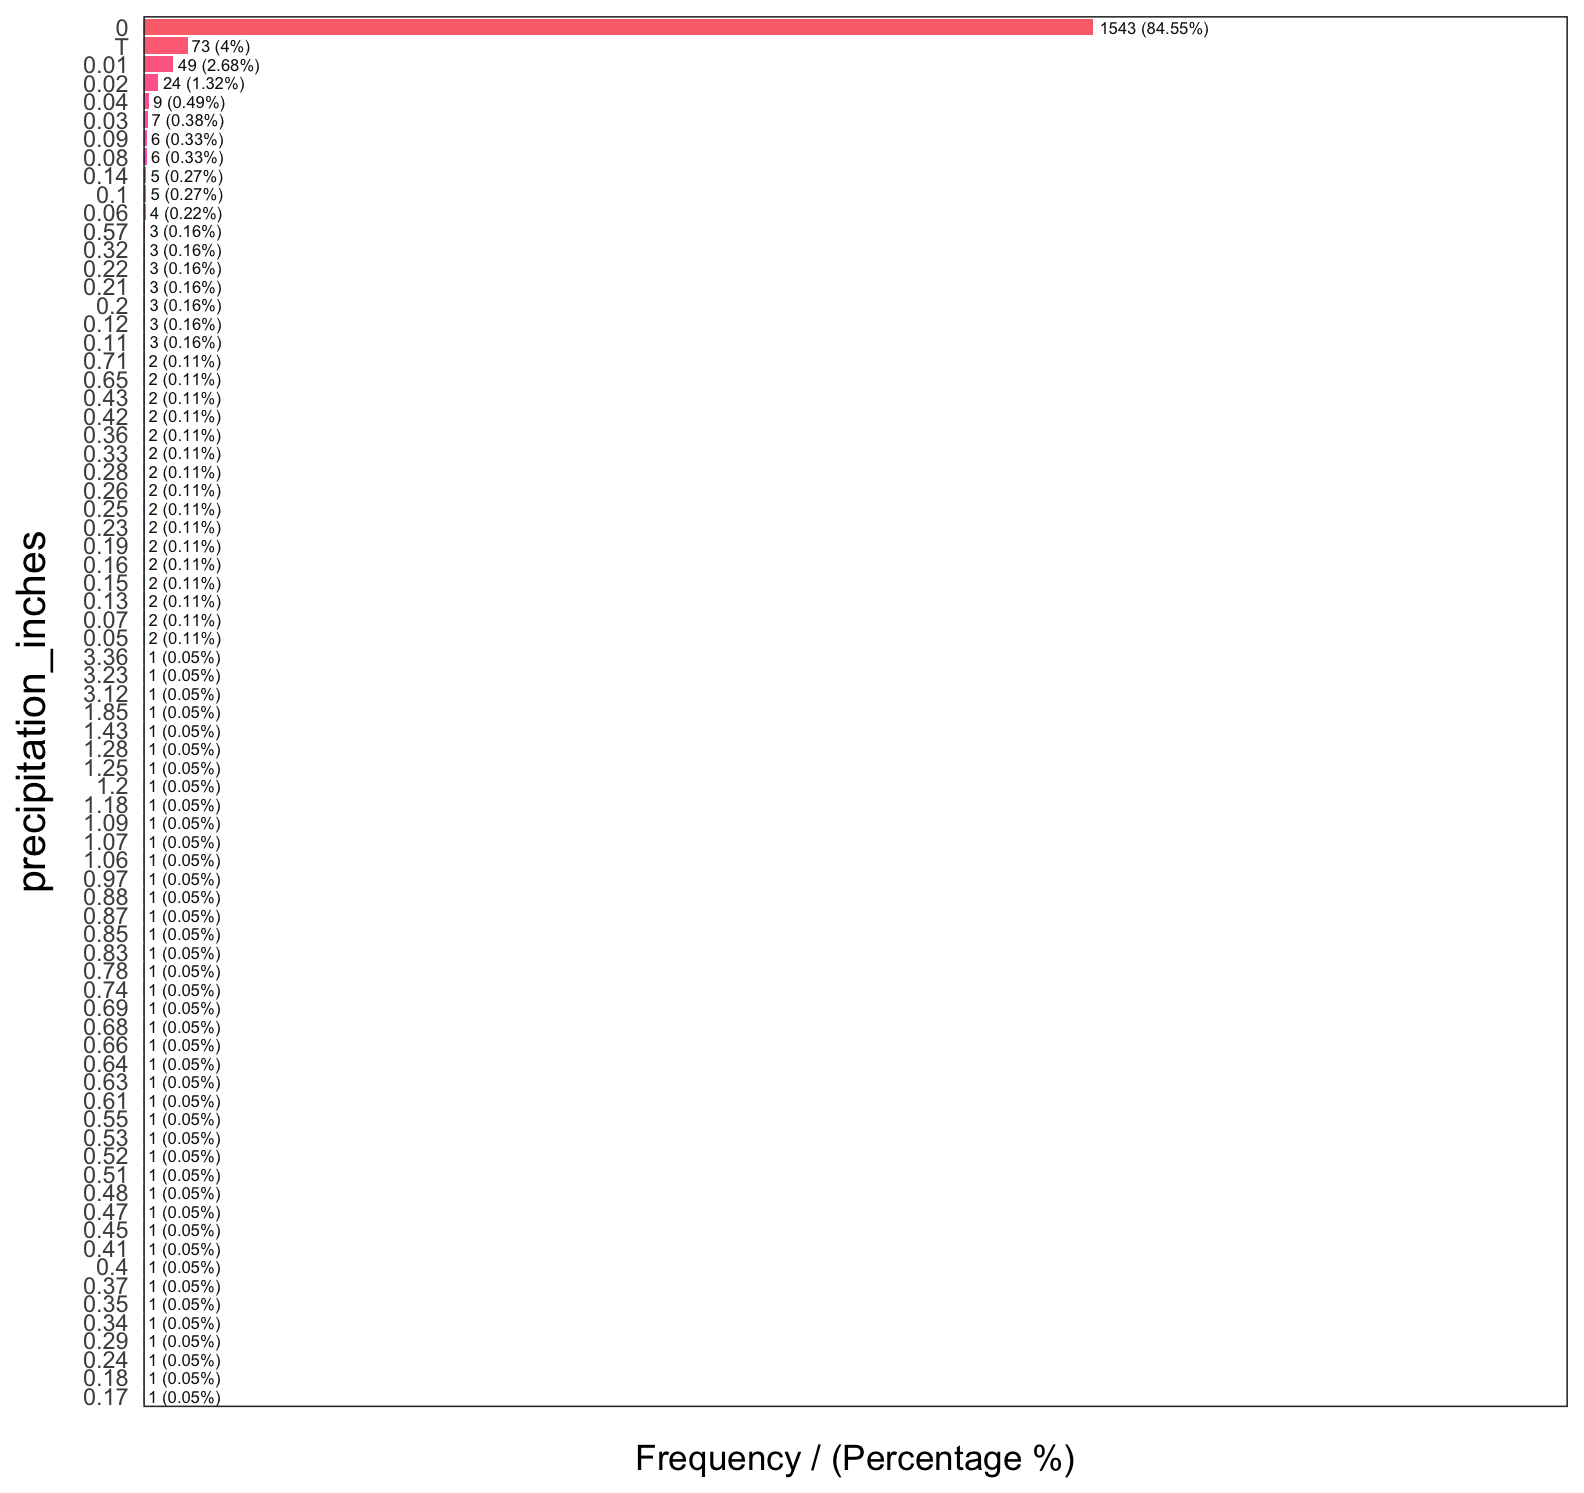 0 1543 (84.55%)
T 73 (4%)
0.01 49 (2.68%)
0.02 24 (1.32%)
0.04 9 (0.49%)
0.03 7 (0.38%)
0.09 6 (0.33%)
0.08 6 (0.33%)
0.14 5 (0.27%)
0.1 5 (0.27%)
0.06 4 (0.22%)
0.57 3 (0.16%)
0.32 3 (0.16%)
0.22 3 (0.16%)
0.21 3 (0.16%)
0.2 3 (0.16%)
0.12 3 (0.16%)
0.11 3 (0.16%)
0.71 2 (0.11%)
0.65 2 (0.11%)
0.43 2 (0.11%)
0.42 2 (0.11%)
0.36 2 (0.11%)
0.33 2 (0.11%)
0.28 2 (0.11%)
0.26 2 (0.11%)
0.25 2 (0.11%)
0.23 2 (0.11%)
0.19 2 (0.11%)
0.16 2 (0.11%)
0.15 2 (0.11%)
0.13 2 (0.11%)
0.07 2 (0.11%)
0.05 2 (0.11%)
3.36 1 (0.05%)
3.23 1 (0.05%)
3.12 1 (0.05%)
1.85 1 (0.05%)
1.43 1 (0.05%)
1.28 1 (0.05%)
1.25 1 (0.05%)
1.2 1 (0.05%)
1.18 1 (0.05%)
1.09 1 (0.05%)
1.07 1 (0.05%)
1.06 1 (0.05%)
0.97 1 (0.05%)
0.88 1 (0.05%)
0.87 1 (0.05%)
0.85 1 (0.05%)
0.83 1 (0.05%)
0.78 1 (0.05%)
0.74 1 (0.05%)
0.69 1 (0.05%)
0.68 1 (0.05%)
0.66 1 (0.05%)
0.64 1 (0.05%)
0.63 1 (0.05%)
0.61 1 (0.05%)
0.55 1 (0.05%)
0.53 1 (0.05%)
0.52 1 (0.05%)
0.51 1 (0.05%)
0.48 1 (0.05%)
0.47 1 (0.05%)
0.45 1 (0.05%)
0.41 1 (0.05%)
0.4 1 (0.05%)
0.37 1 (0.05%)
0.35 1 (0.05%)
0.34 1 (0.05%)
0.29 1 (0.05%)
0.24 1 (0.05%)
0.18 1 (0.05%)
0.17 1 (0.05%)
precipitation_inches
Frequency / (Percentage %)